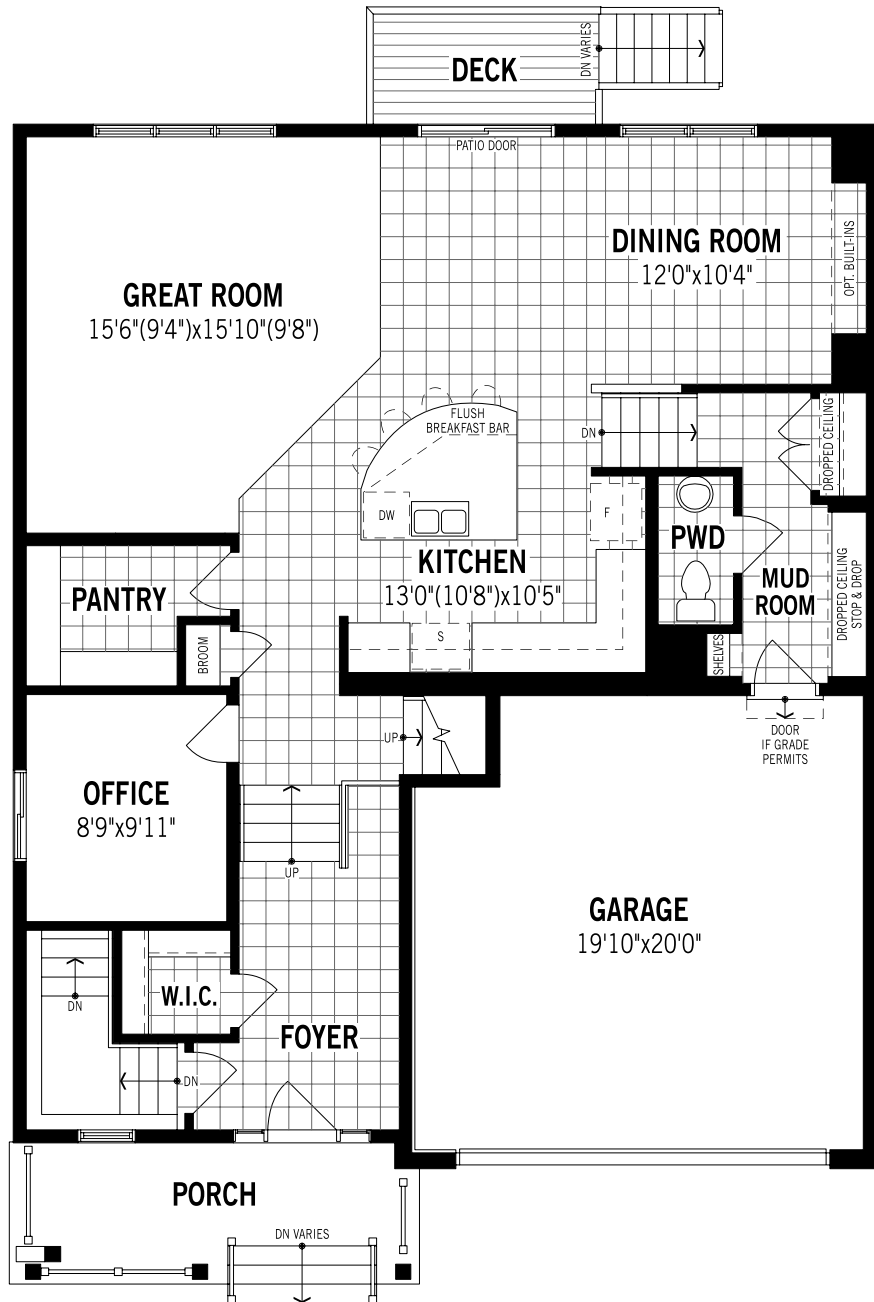 DECK
DN VARIES
PATIO DOOR
DINING ROOM
12'0"x10'4"
OPT. BUILT-INS
GREAT ROOM
15'6"(9'4")x15'10"(9'8")
FLUSH
BREAKFAST BAR
DN
DROPPED CEILING
DW
F
KITCHEN
13'0"(10'8")x10'5"
S
PWD
MUD
ROOM
DROPPED CEILING
STOP & DROP
SHELVES
PANTRY
BROOM
UP
DOOR
IF GRADE
PERMITS
OFFICE
8'9"x9'11"
UP
GARAGE
19'10"x20'0"
DN
W.I.C.
FOYER
DN
PORCH
DN VARIES